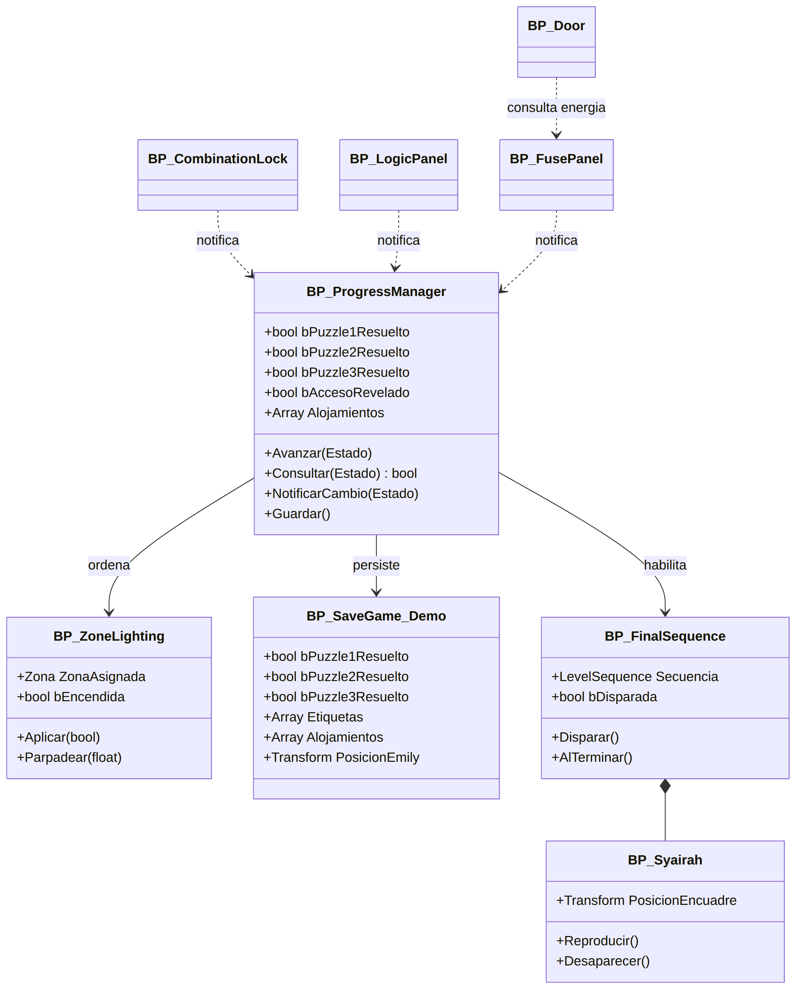 BP_Door
consulta energia
BP_CombinationLock
BP_LogicPanel
BP_FusePanel
notifica
notifica
notifica
BP_ProgressManager
+bool bPuzzle1Resuelto
+bool bPuzzle2Resuelto
+bool bPuzzle3Resuelto
+bool bAccesoRevelado
+Array Alojamientos
+Avanzar(Estado)
+Consultar(Estado) : bool
+NotificarCambio(Estado)
+Guardar()
ordena
persiste
habilita
BP_ZoneLighting
+Zona ZonaAsignada
+bool bEncendida
+Aplicar(bool)
+Parpadear(float)
BP_SaveGame_Demo
+bool bPuzzle1Resuelto
+bool bPuzzle2Resuelto
+bool bPuzzle3Resuelto
+Array Etiquetas
+Array Alojamientos
+Transform PosicionEmily
BP_FinalSequence
+LevelSequence Secuencia
+bool bDisparada
+Disparar()
+AlTerminar()
BP_Syairah
+Transform PosicionEncuadre
+Reproducir()
+Desaparecer()